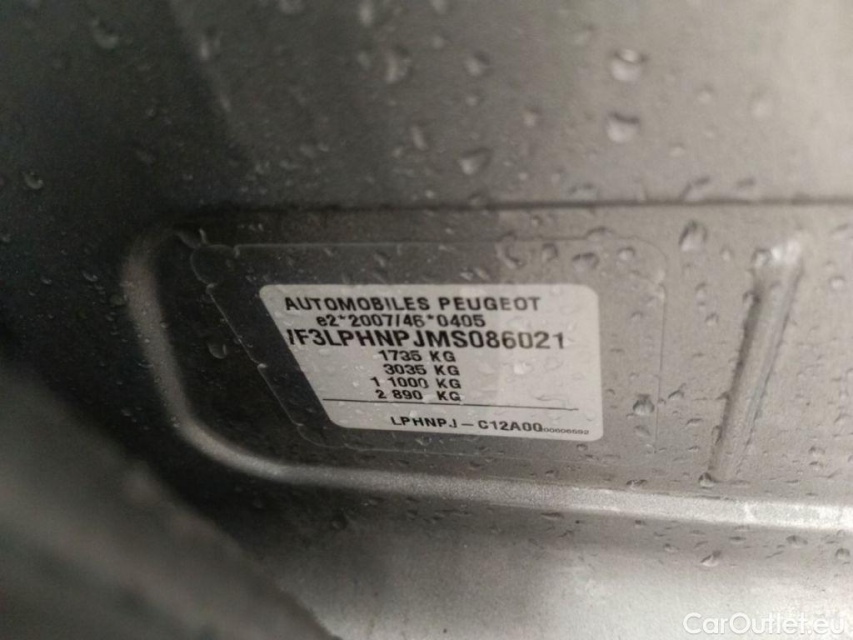 AUTOMOBILES PEUGEOT
e2*2007/46*0405
VF3LPHNPJMS086021
1735 KG
3035 KG
1 1000 KG
2 890 KG
LPHNPJ-C12A00
CarOutlet.eu